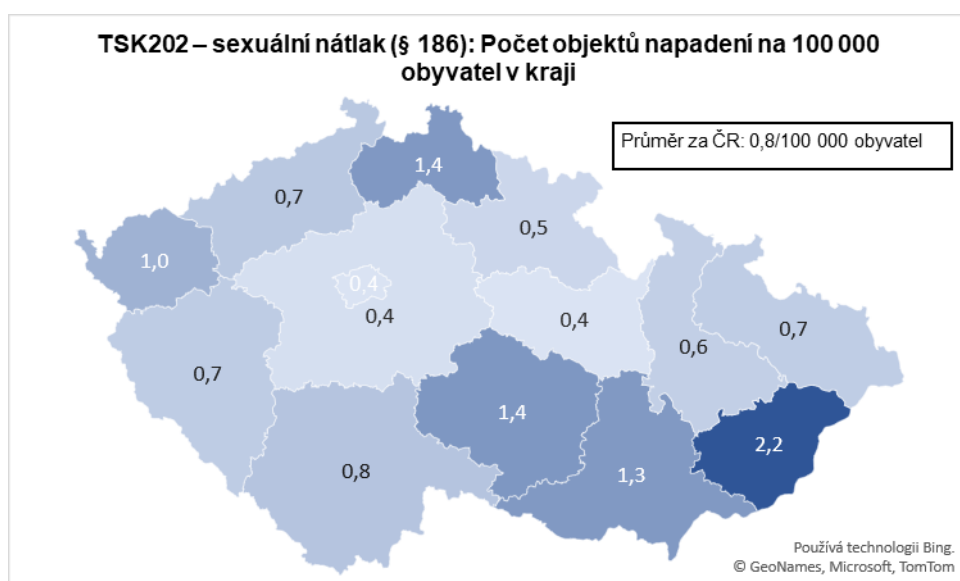 TSK202 – sexuální nátlak (§ 186): Počet objektů napadení na 100 000
obyvatel v kraji
Průměr za ČR: 0,8/100 000 obyvatel
1,4
0,7
0,5
1,0
0,4
0,4
0,4
0,7
0,6
0,7
1,4
2,2
0,8
1,3
Používá technologii Bing.
© GeoNames, Microsoft, TomTom